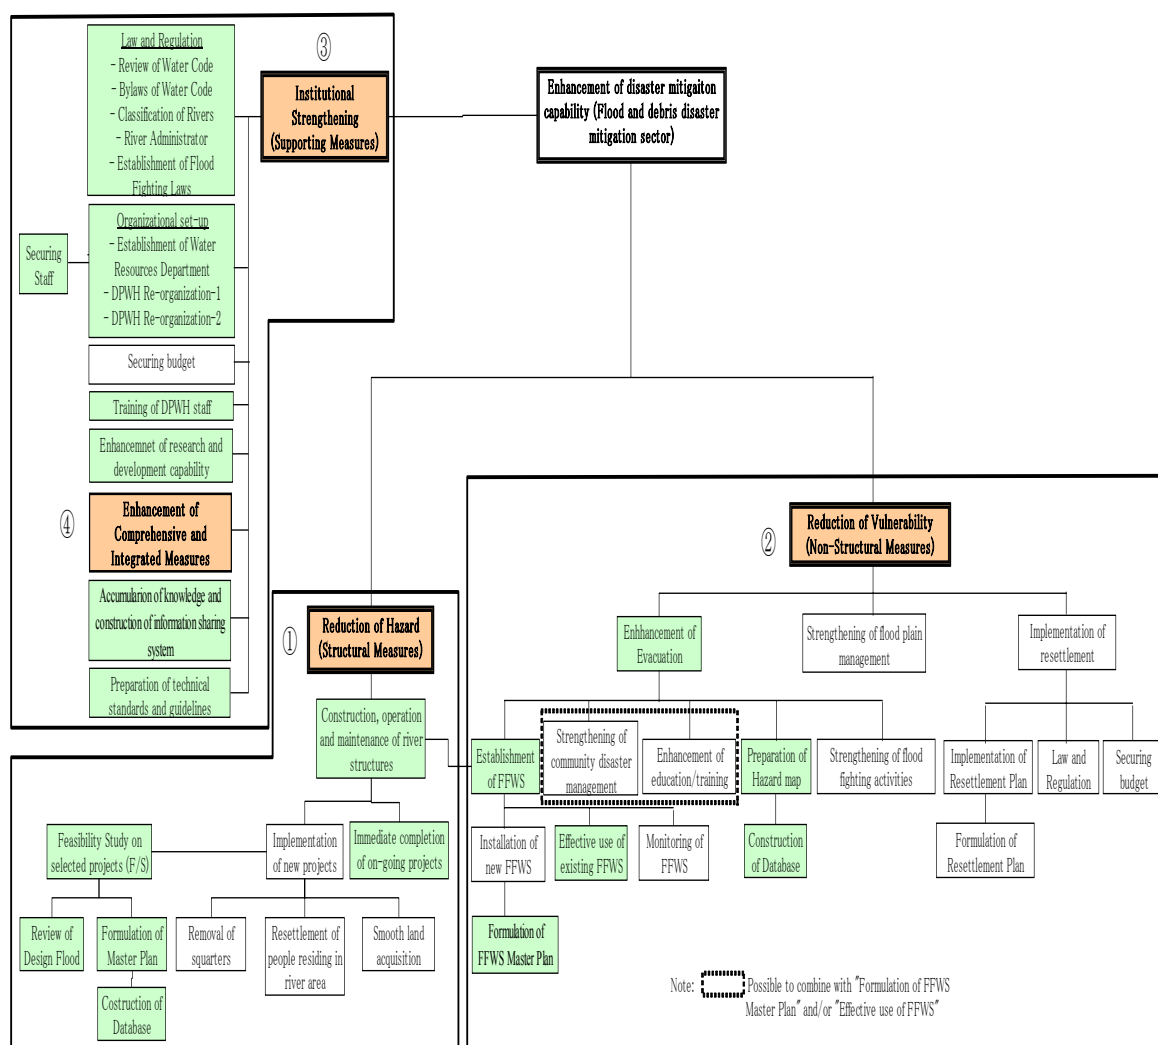 Law and Regulation
- Review of Water Code
- Bylaws of Water Code
- Classification of Rivers
- River Administrator
- Establishment of Flood
Fighting Laws
③
Institutional
Strengthening
(Supporting Measures)
Enhancement of disaster mitigaiton
capability (Flood and debris disaster
mitigation sector)
Securing
Staff
Organizational set-up
- Establishment of Water
Resources Department
- DPWH Re-organization-1
- DPWH Re-organization-2
Securing budget
Training of DPWH staff
Enhancemnet of research and
development capability
④
Enhancement of
Comprehensive and
Integrated Measures
Accumularion of knowledge and
construction of information sharing
system
Preparation of technical
standards and guidelines
①
Reduction of Hazard
(Structural Measures)
Construction, operation
and maintenance of river
structures
Feasibility Study on
selected projects (F/S)
Implementation
of new projects
Immediate completion
of on-going projects
Review of
Design Flood
Formulation of
Master Plan
Removal of
squarters
Resettlement of
people residing in
river area
Smooth land
acquisition
Costruction of
Database
②
Reduction of Vulnerability
(Non-Structural Measures)
Enhhancement of
Evacuation
Strengthening of flood plain
management
Implementation of
resettlement
Establishment
of FFWS
Strengthening of
community disaster
management
Enhancement of
education/training
Preparation of
Hazard map
Strengthening of flood
fighting activities
Implementation of
Resettlement Plan
Law and
Regulation
Securing
budget
Installation of
new FFWS
Effective use of
existing FFWS
Monitoring of
FFWS
Construction
of Database
Formulation of
Resettlement Plan
Formulation of
FFWS Master Plan
Note: Possible to combine with "Formulation of FFWS
Master Plan" and/or "Effective use of FFWS"